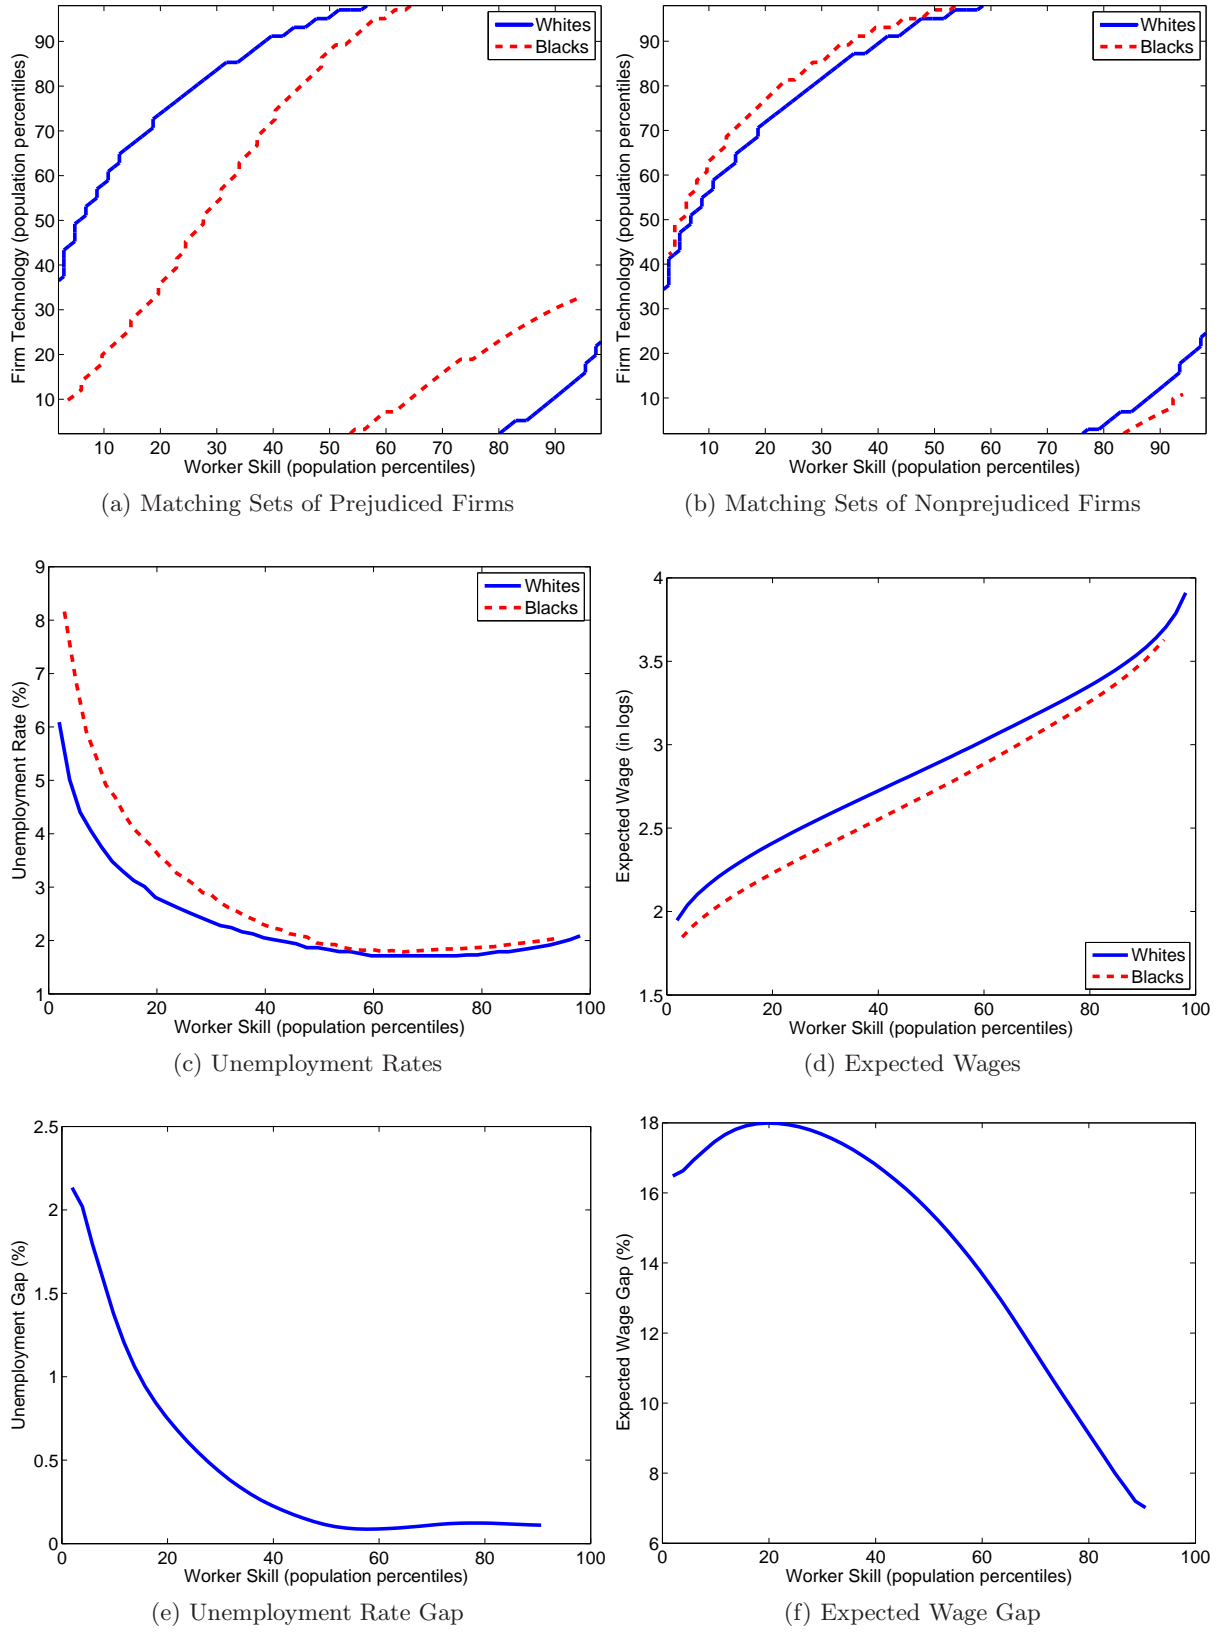 Firm Technology (population percentiles)
90
80
70
60
50
40
30
20
10
10 20 30 40 50 60 70 80 90
Worker Skill (population percentiles)
Whites
Blacks
(a) Matching Sets of Prejudiced Firms
Firm Technology (population percentiles)
90
80
70
60
50
40
30
20
10
10 20 30 40 50 60 70 80 90
Worker Skill (population percentiles)
Whites
Blacks
(b) Matching Sets of Nonprejudiced Firms
Unemployment Rate (%)
9
8
7
6
5
4
3
2
1
0 20 40 60 80 100
Worker Skill (population percentiles)
Whites
Blacks
(c) Unemployment Rates
Expected Wage (in logs)
4
3.5
3
2.5
2
1.5
0 20 40 60 80 100
Worker Skill (population percentiles)
Whites
Blacks
(d) Expected Wages
Unemployment Gap (%)
2.5
2
1.5
1
0.5
0
0 20 40 60 80 100
Worker Skill (population percentiles)
(e) Unemployment Rate Gap
Expected Wage Gap (%)
18
16
14
12
10
8
6
0 20 40 60 80 100
Worker Skill (population percentiles)
(f) Expected Wage Gap